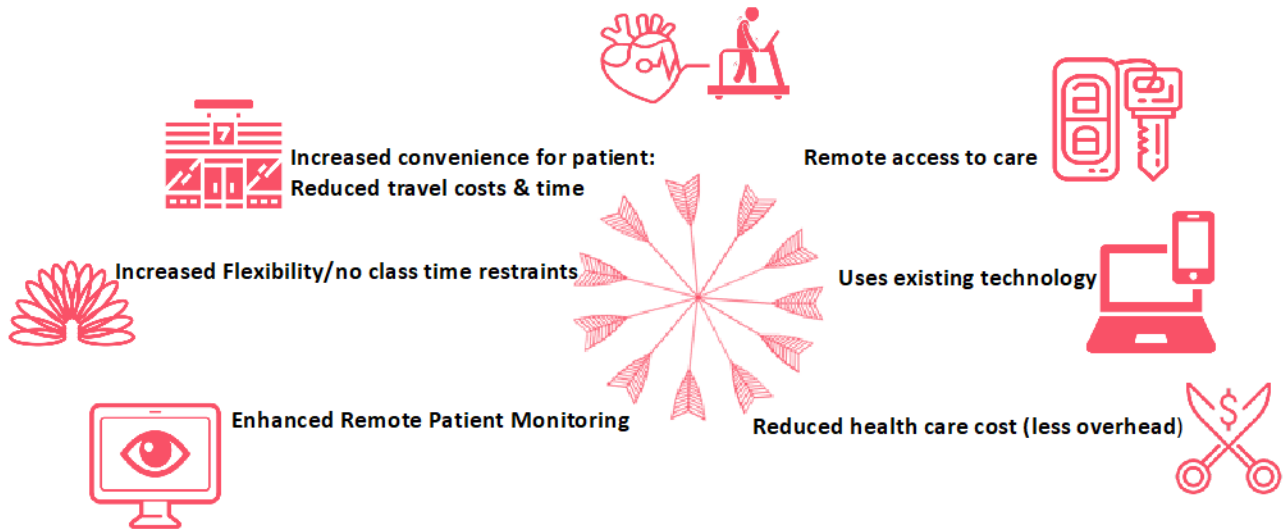 7
Increased convenience for patient:
Reduced travel costs & time
Remote access to care
Increased Flexibility/no class time restraints
Uses existing technology
Enhanced Remote Patient Monitoring
Reduced health care cost (less overhead)
$